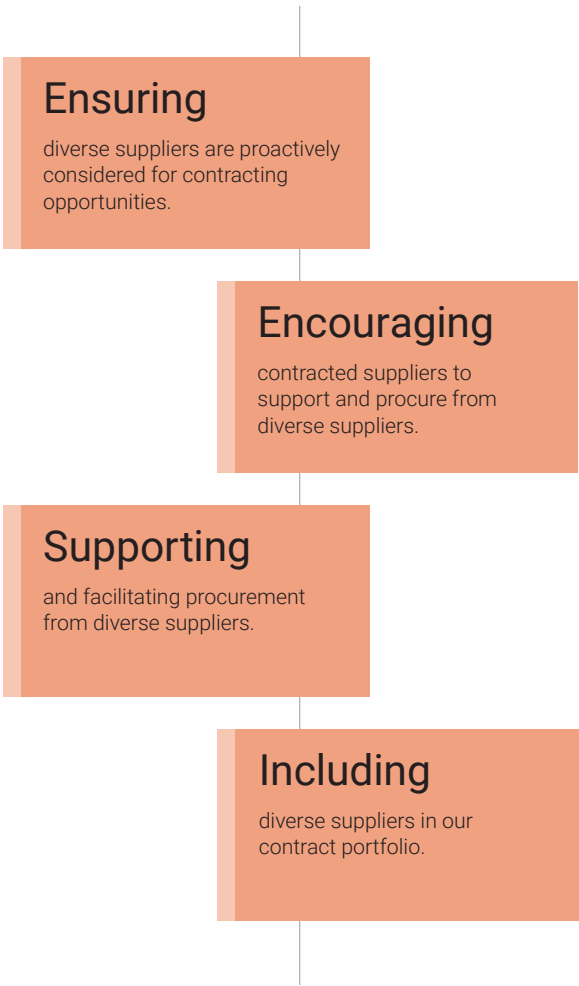 Ensuring
diverse suppliers are proactively
considered for contracting
opportunities.
Encouraging
contracted suppliers to
support and procure from
diverse suppliers.
Supporting
and facilitating procurement
from diverse suppliers.
Including
diverse suppliers in our
contract portfolio.